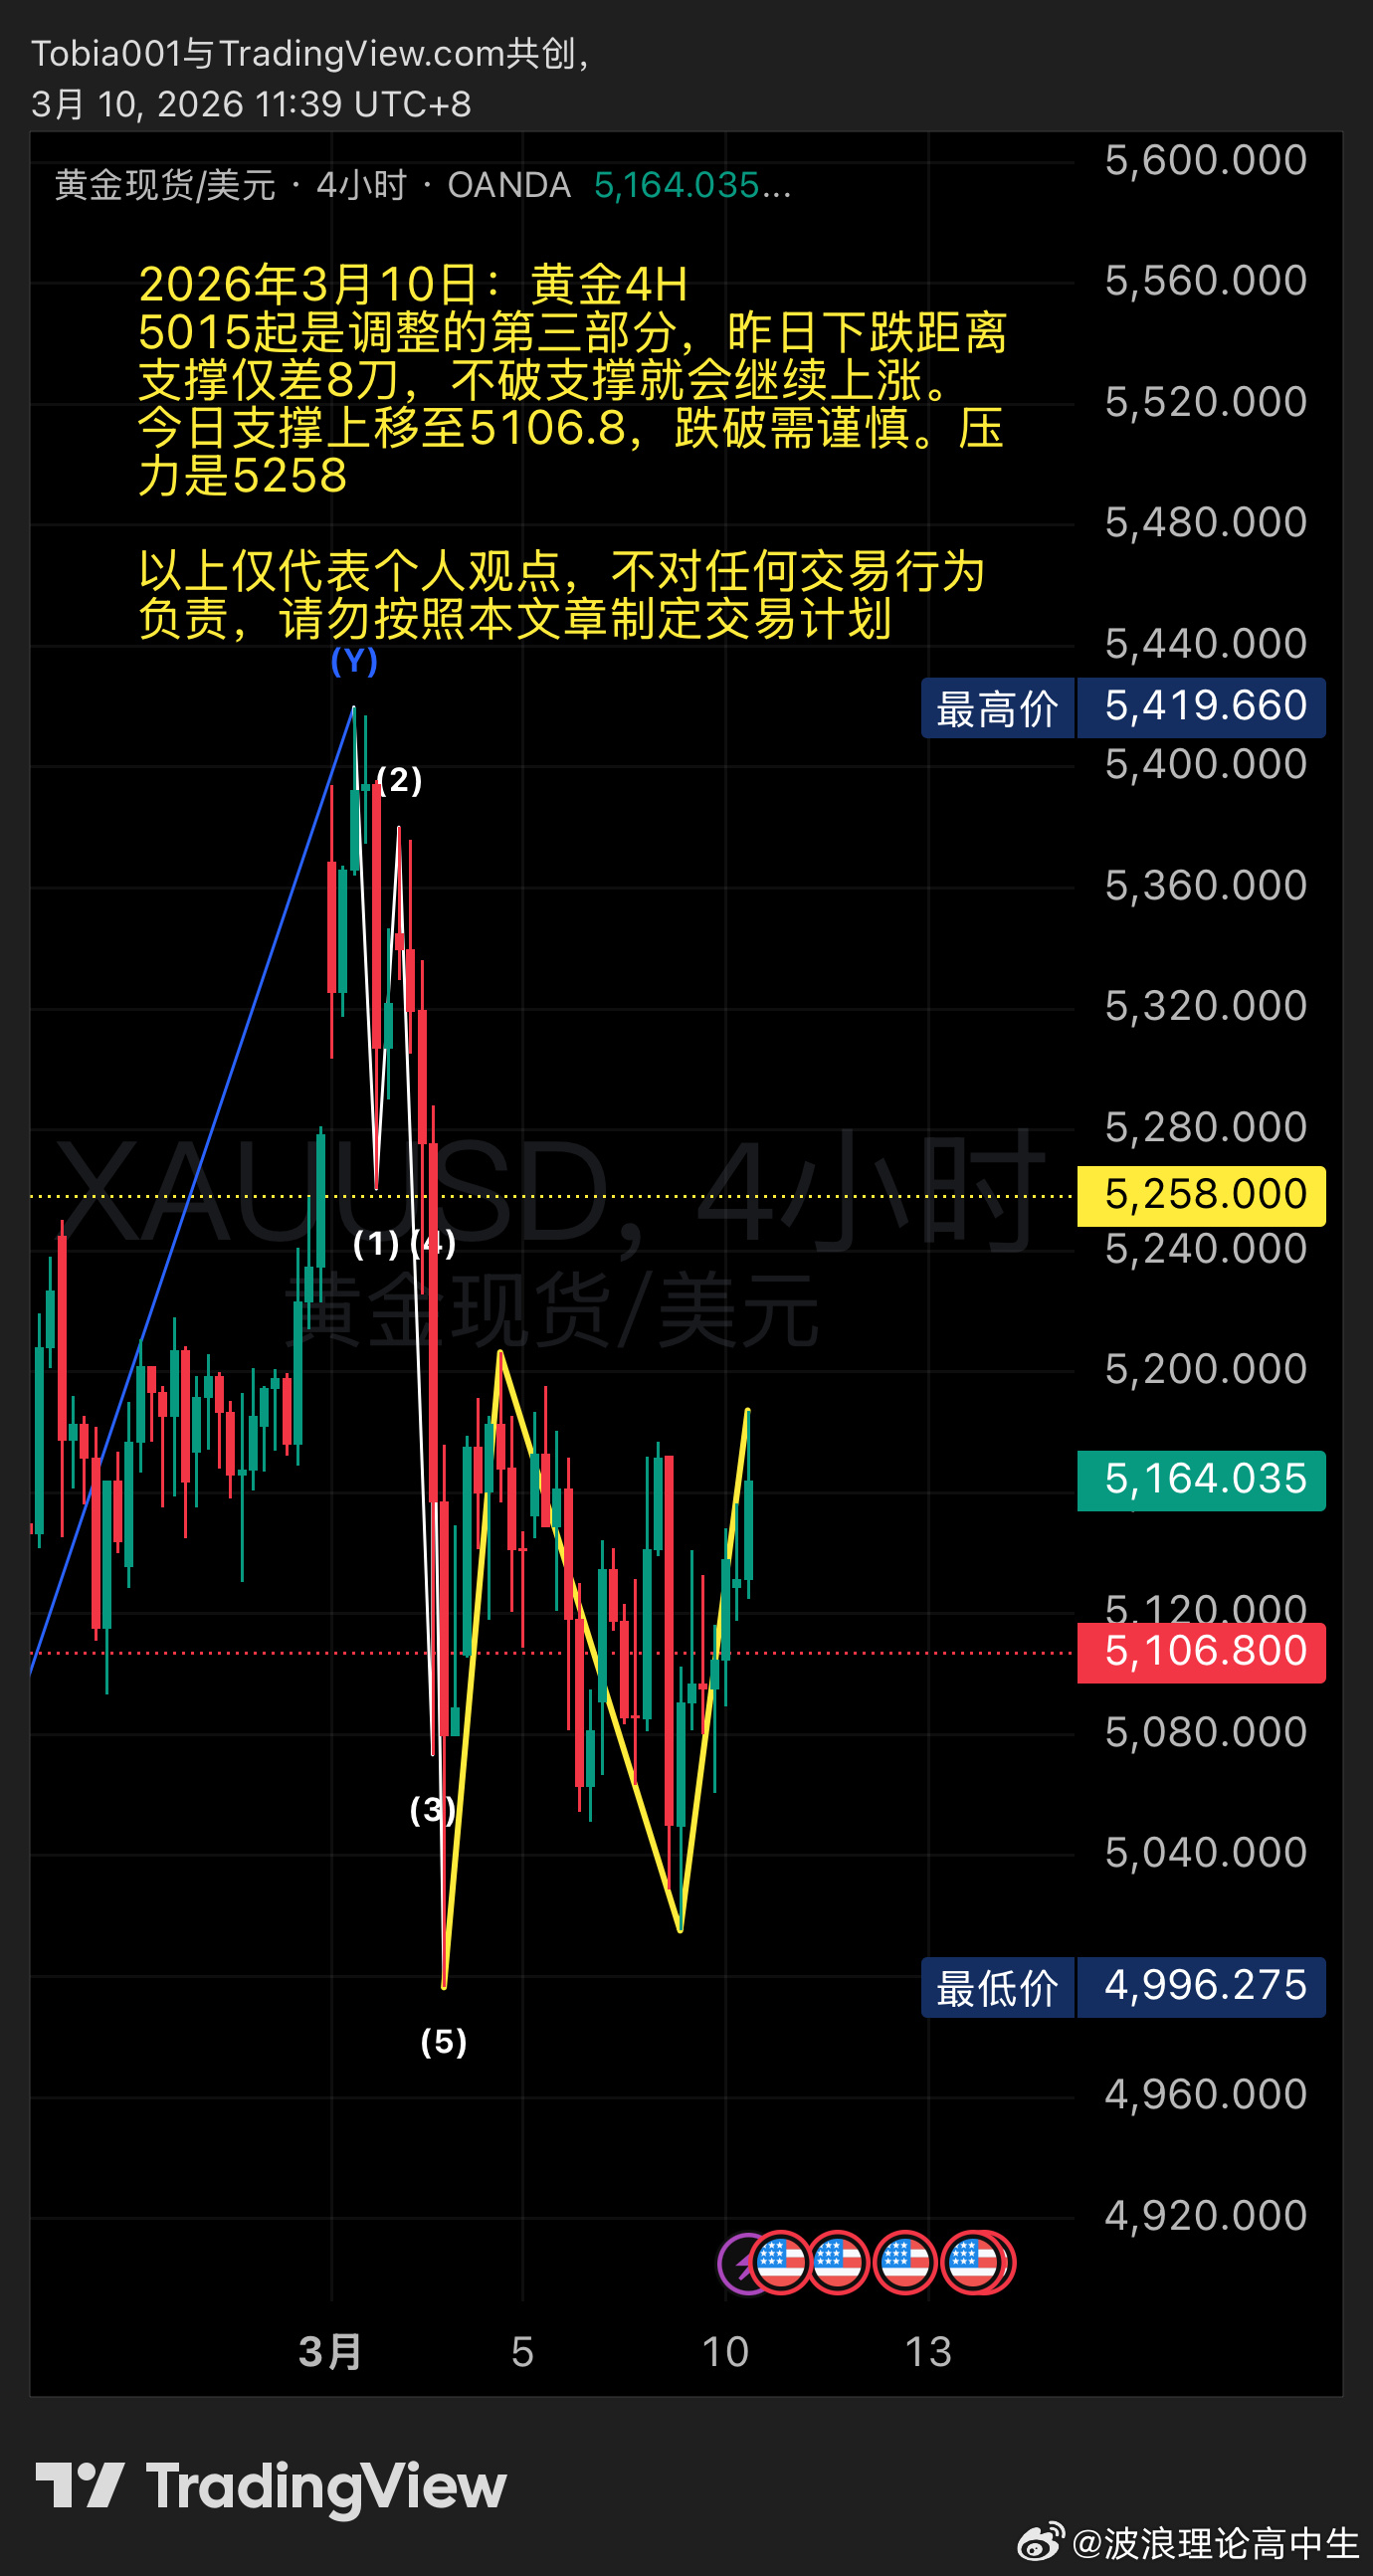 Tobia001与TradingView.com共创,
3月 10, 2026 11:39 UTC+8
黄金现货/美元 · 4小时 · OANDA 5,164.035...
2026年3月10日：黄金4H
5015起是调整的第三部分，昨日下跌距离
支撑仅差8刀，不破支撑就会继续上涨。
今日支撑上移至5106.8，跌破需谨慎。压
力是5258
以上仅代表个人观点，不对任何交易行为
负责，请勿按照本文章制定交易计划
5,600.000
5,560.000
5,520.000
5,480.000
5,440.000
(Y)
最高价 5,419.660
5,400.000
(2)
5,360.000
5,320.000
5,280.000
XAUUSD, 4小时
5,258.000
(1) (4)
5,240.000
黄金现货/美元
5,200.000
5,164.035
5,120.000
5,106.800
5,080.000
(3)
5,040.000
最低价 4,996.275
(5)
4,960.000
4,920.000
3月 5 10 13
TradingView
@波浪理论高中生